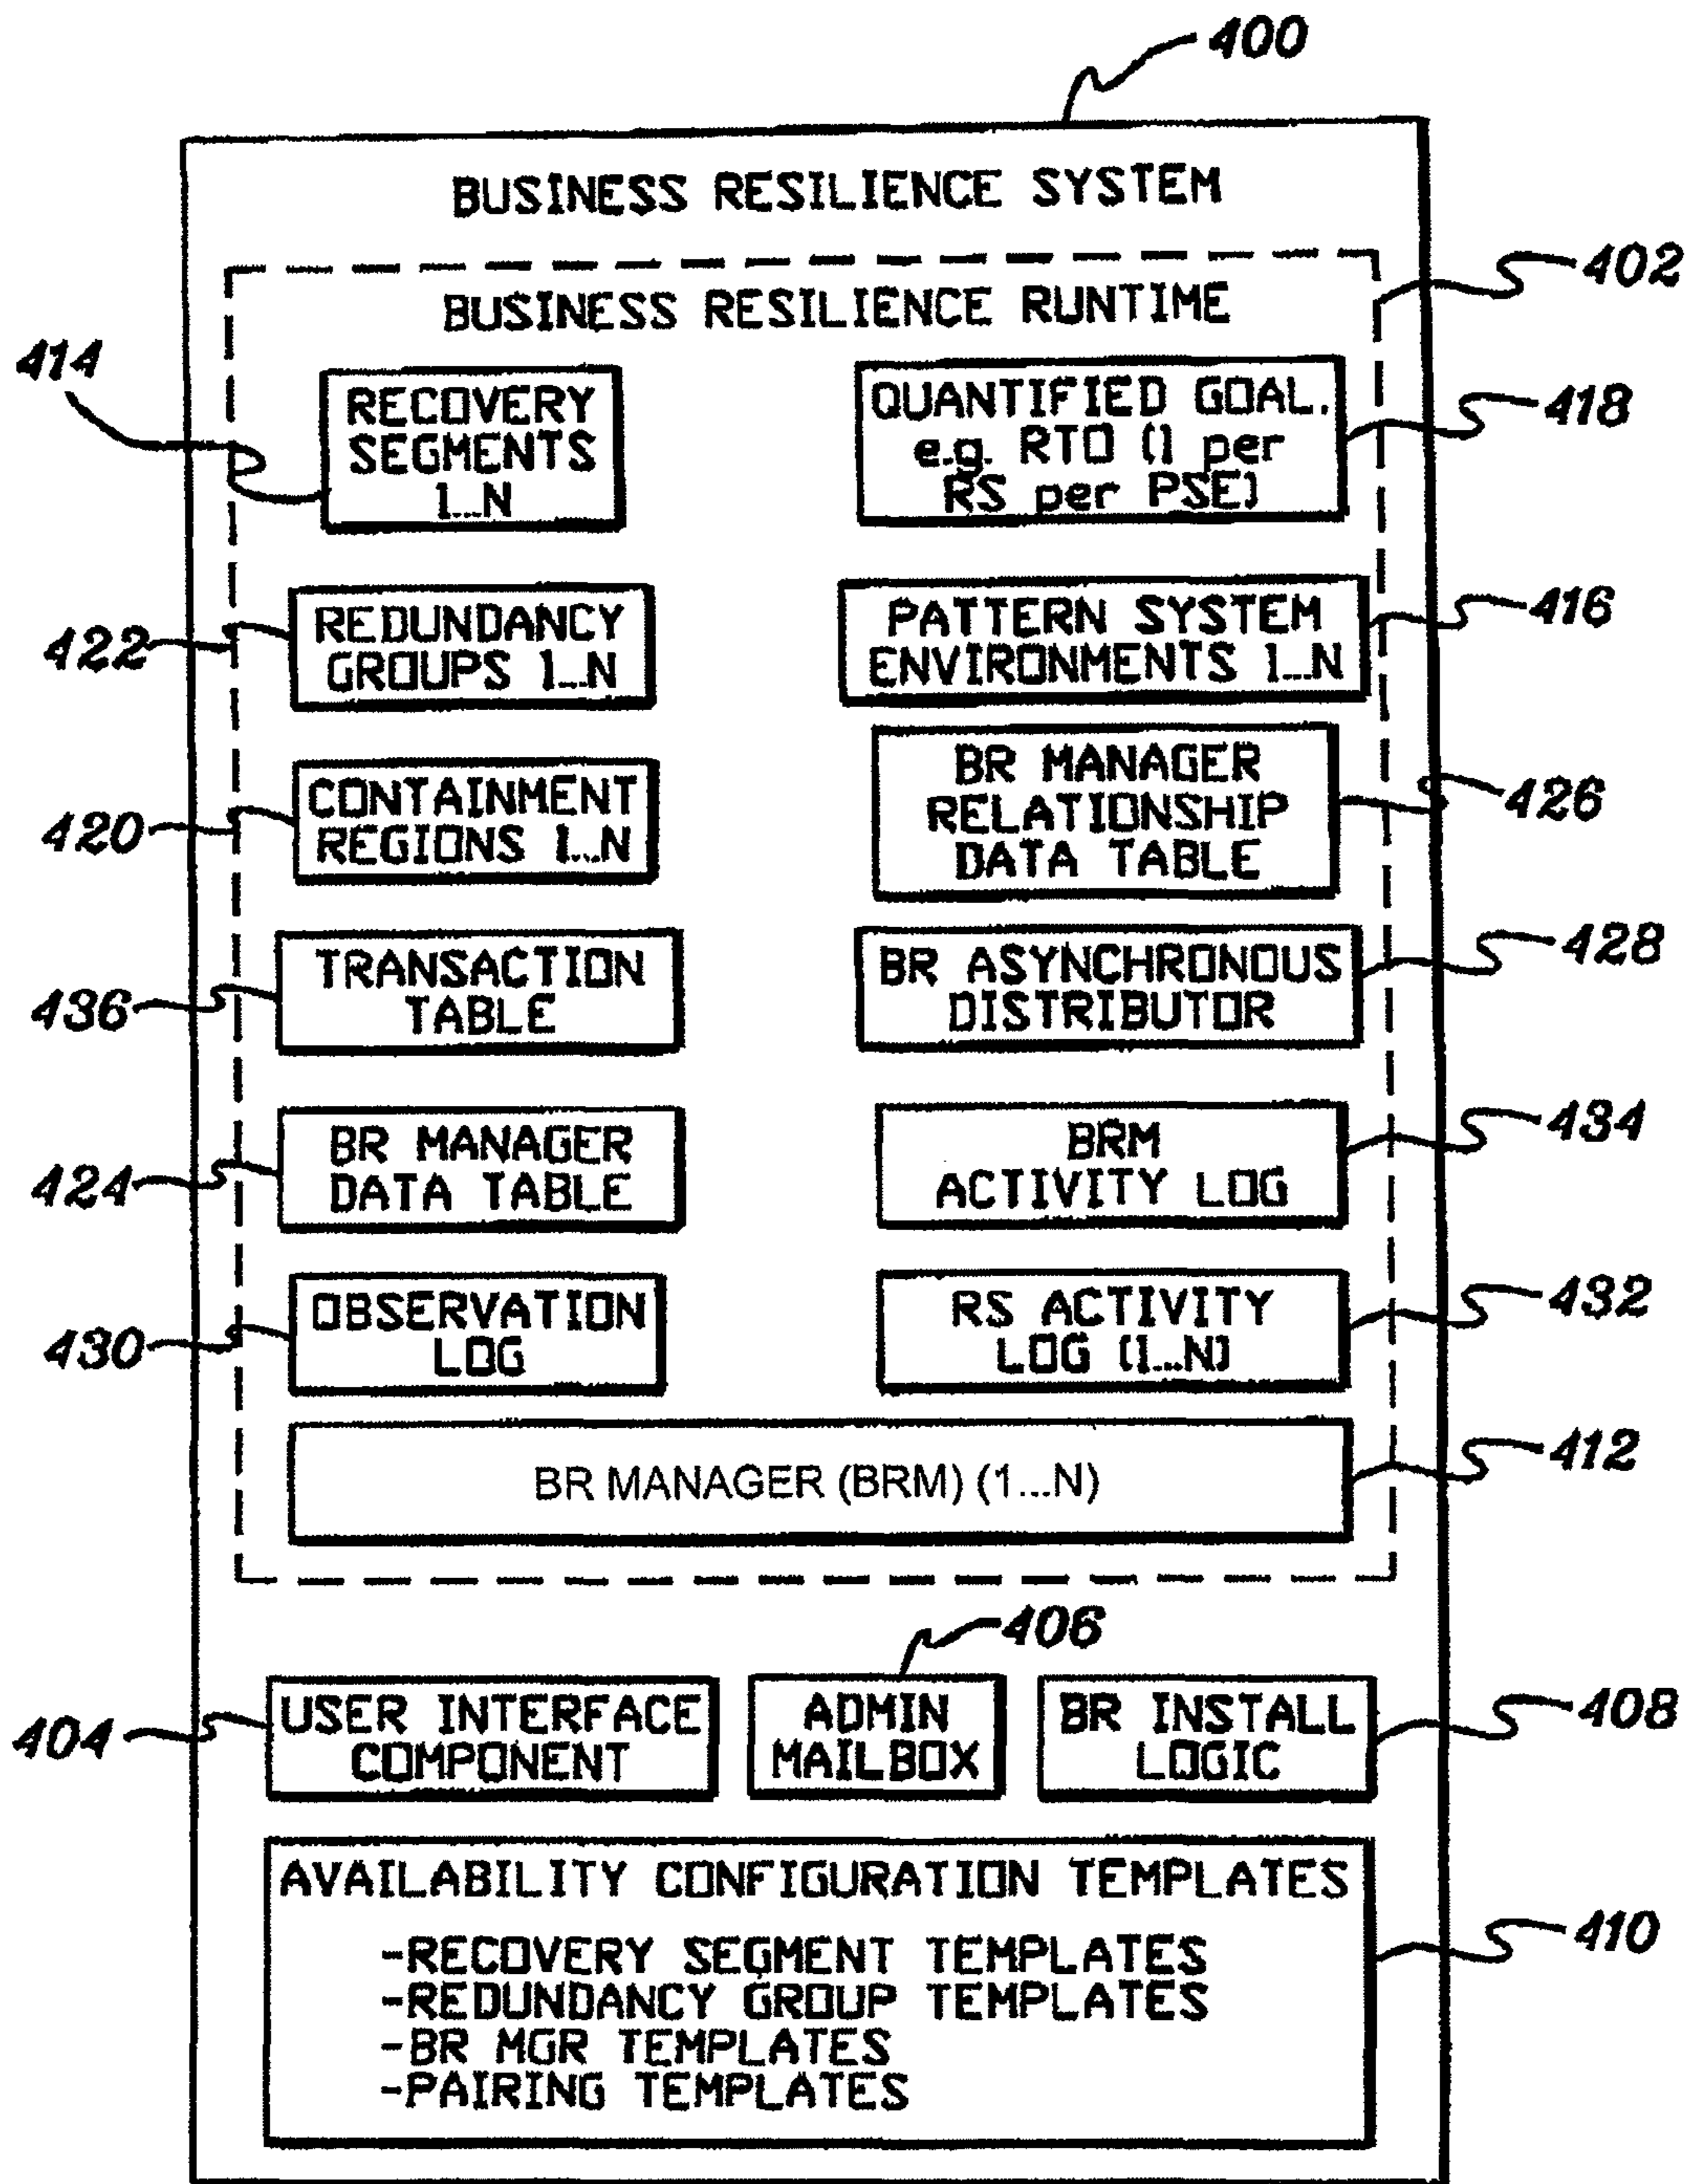 400
BUSINESS RESILIENCE SYSTEM
402
BUSINESS RESILIENCE RUNTIME
414
RECOVERY
SEGMENTS
1...N
QUANTIFIED GOAL.
e.g. RTO (1 per
RS per PSE)
418
422
REDUNDANCY
GROUPS 1...N
PATTERN SYSTEM
ENVIRONMENTS 1...N
416
420
CONTAINMENT
REGIONS 1...N
BR MANAGER
RELATIONSHIP
DATA TABLE
426
436
TRANSACTION
TABLE
BR ASYNCHRONOUS
DISTRIBUTOR
428
424
BR MANAGER
DATA TABLE
BRM
ACTIVITY LOG
434
430
OBSERVATION
LOG
RS ACTIVITY
LOG (1...N)
432
BR MANAGER (BRM) (1...N)
412
406
404
USER INTERFACE
COMPONENT
ADMIN
MAILBOX
BR INSTALL
LOGIC
408
AVAILABILITY CONFIGURATION TEMPLATES
-RECOVERY SEGMENT TEMPLATES
-REDUNDANCY GROUP TEMPLATES
-BR MGR TEMPLATES
-PAIRING TEMPLATES
410